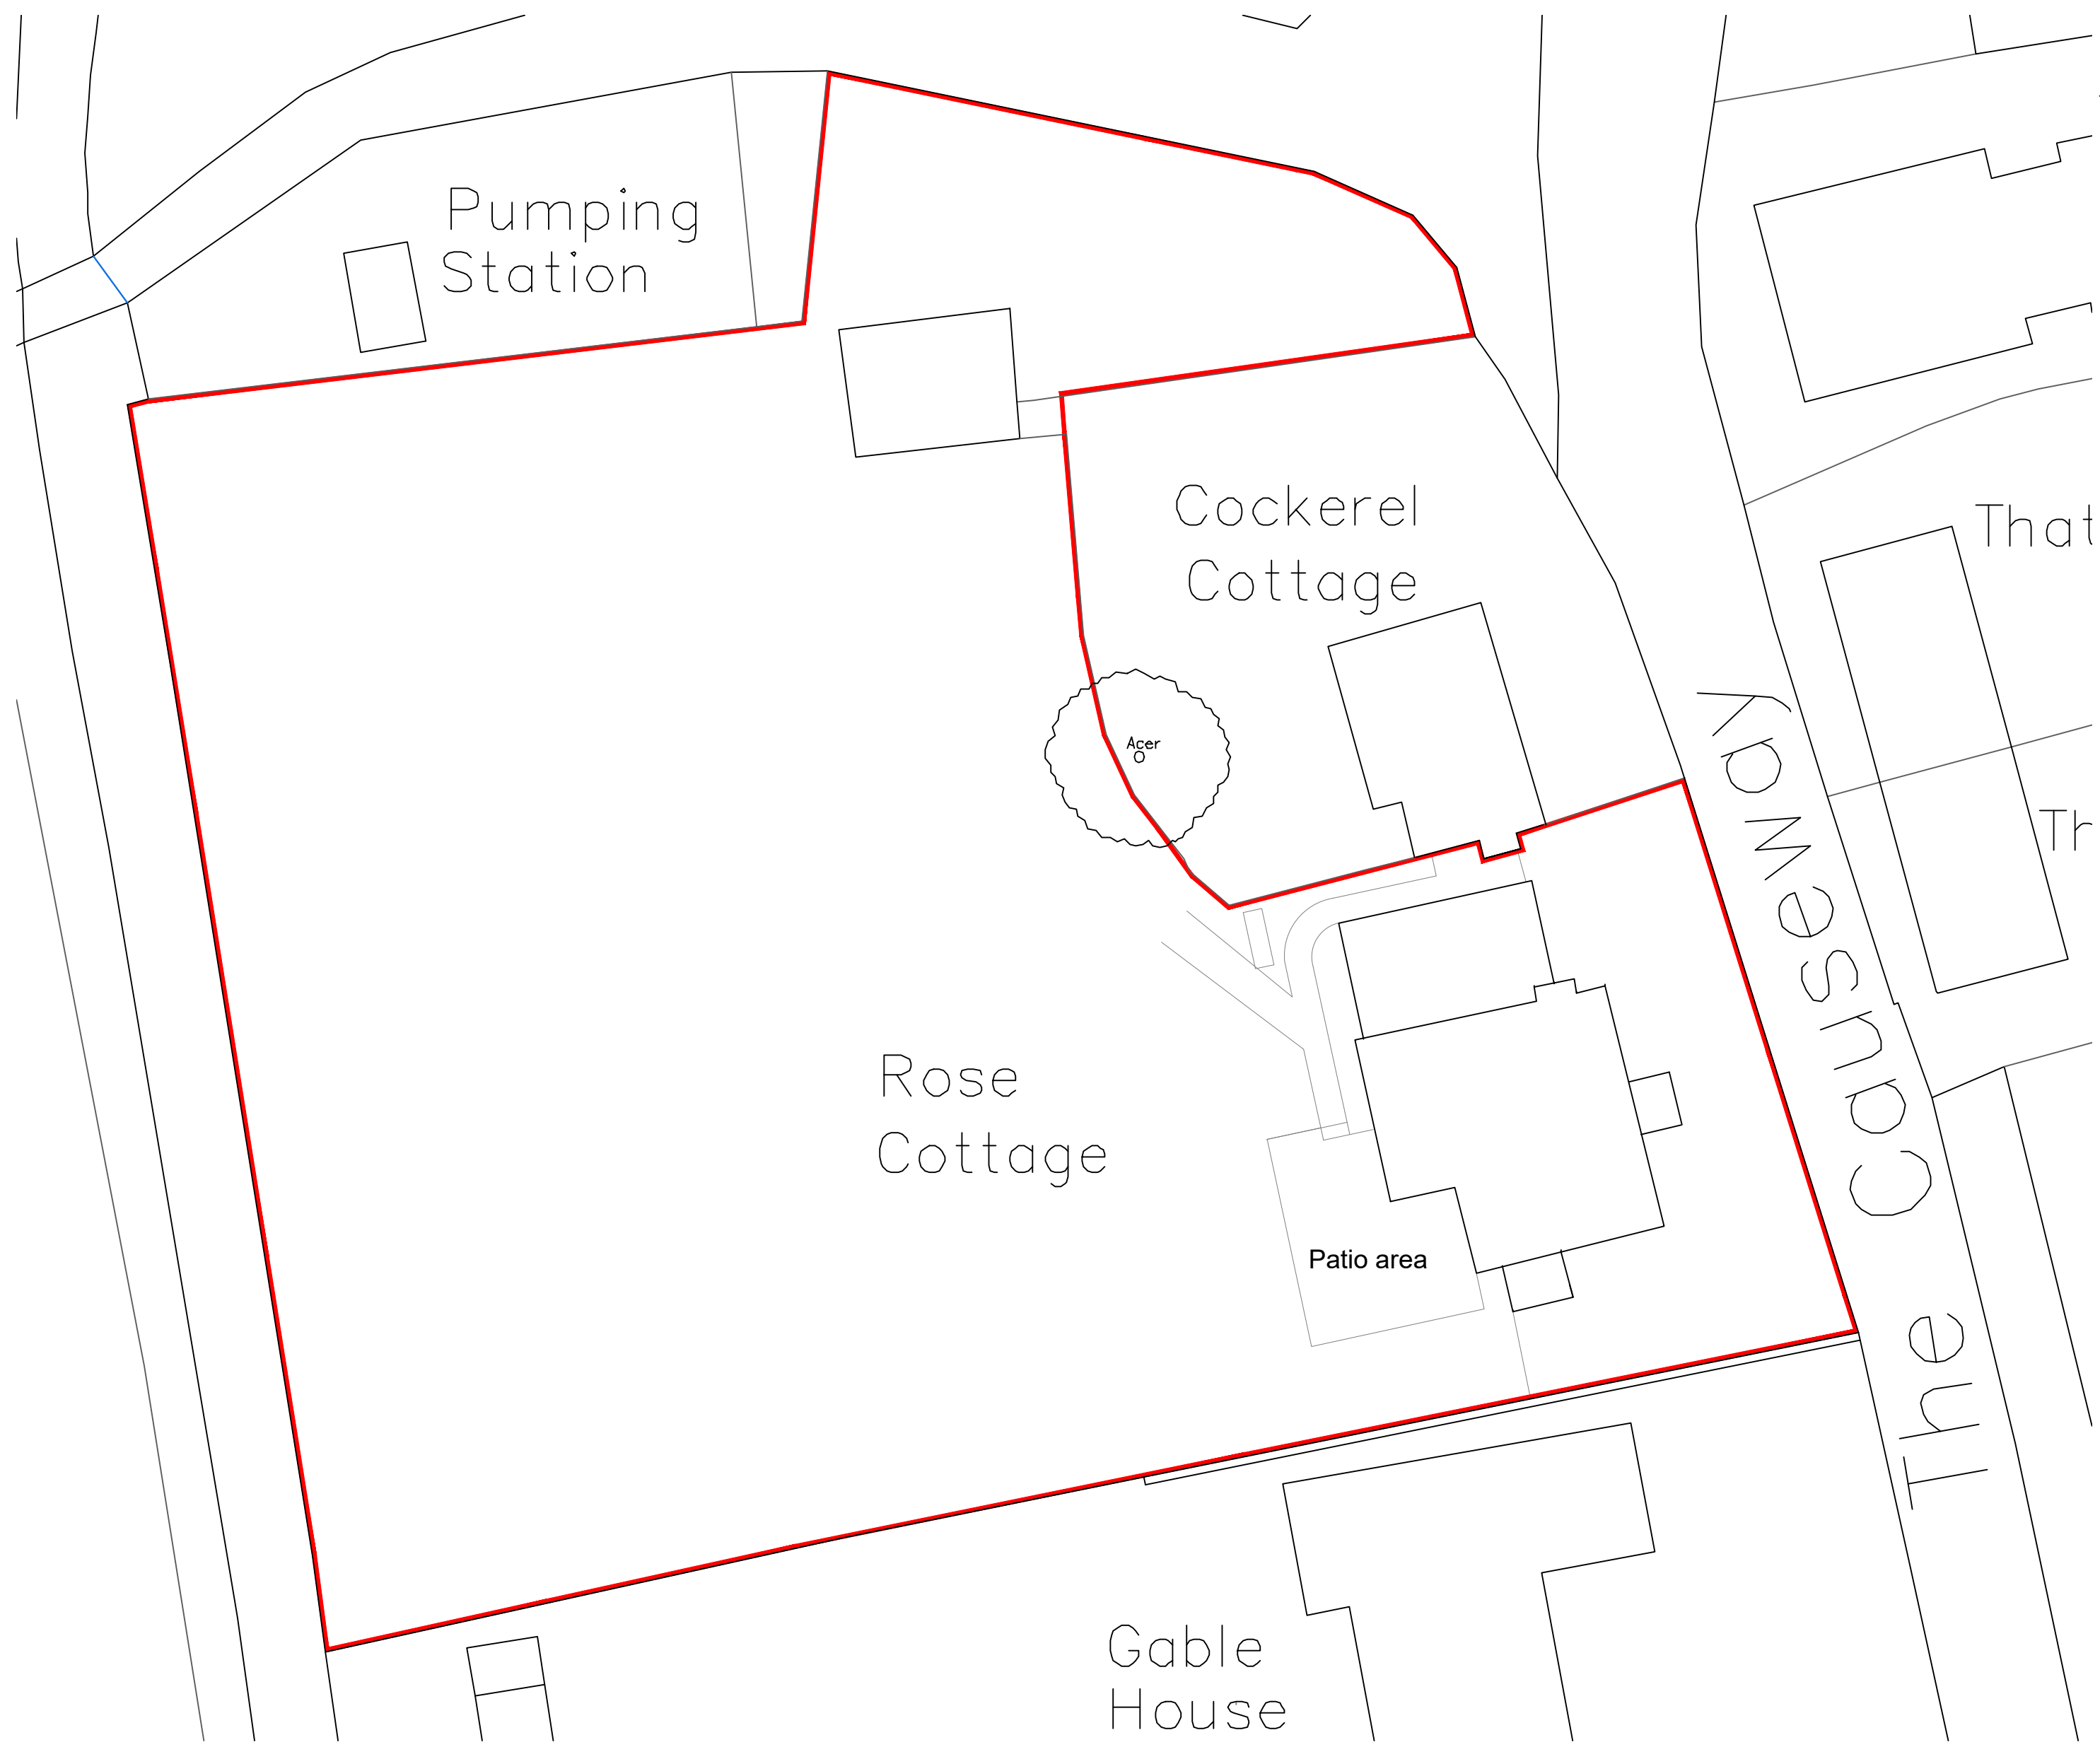 Pumping
Station
Cockerel
Cottage
Acer
Rose
Cottage
Patio area
The Causeway
Gable
House